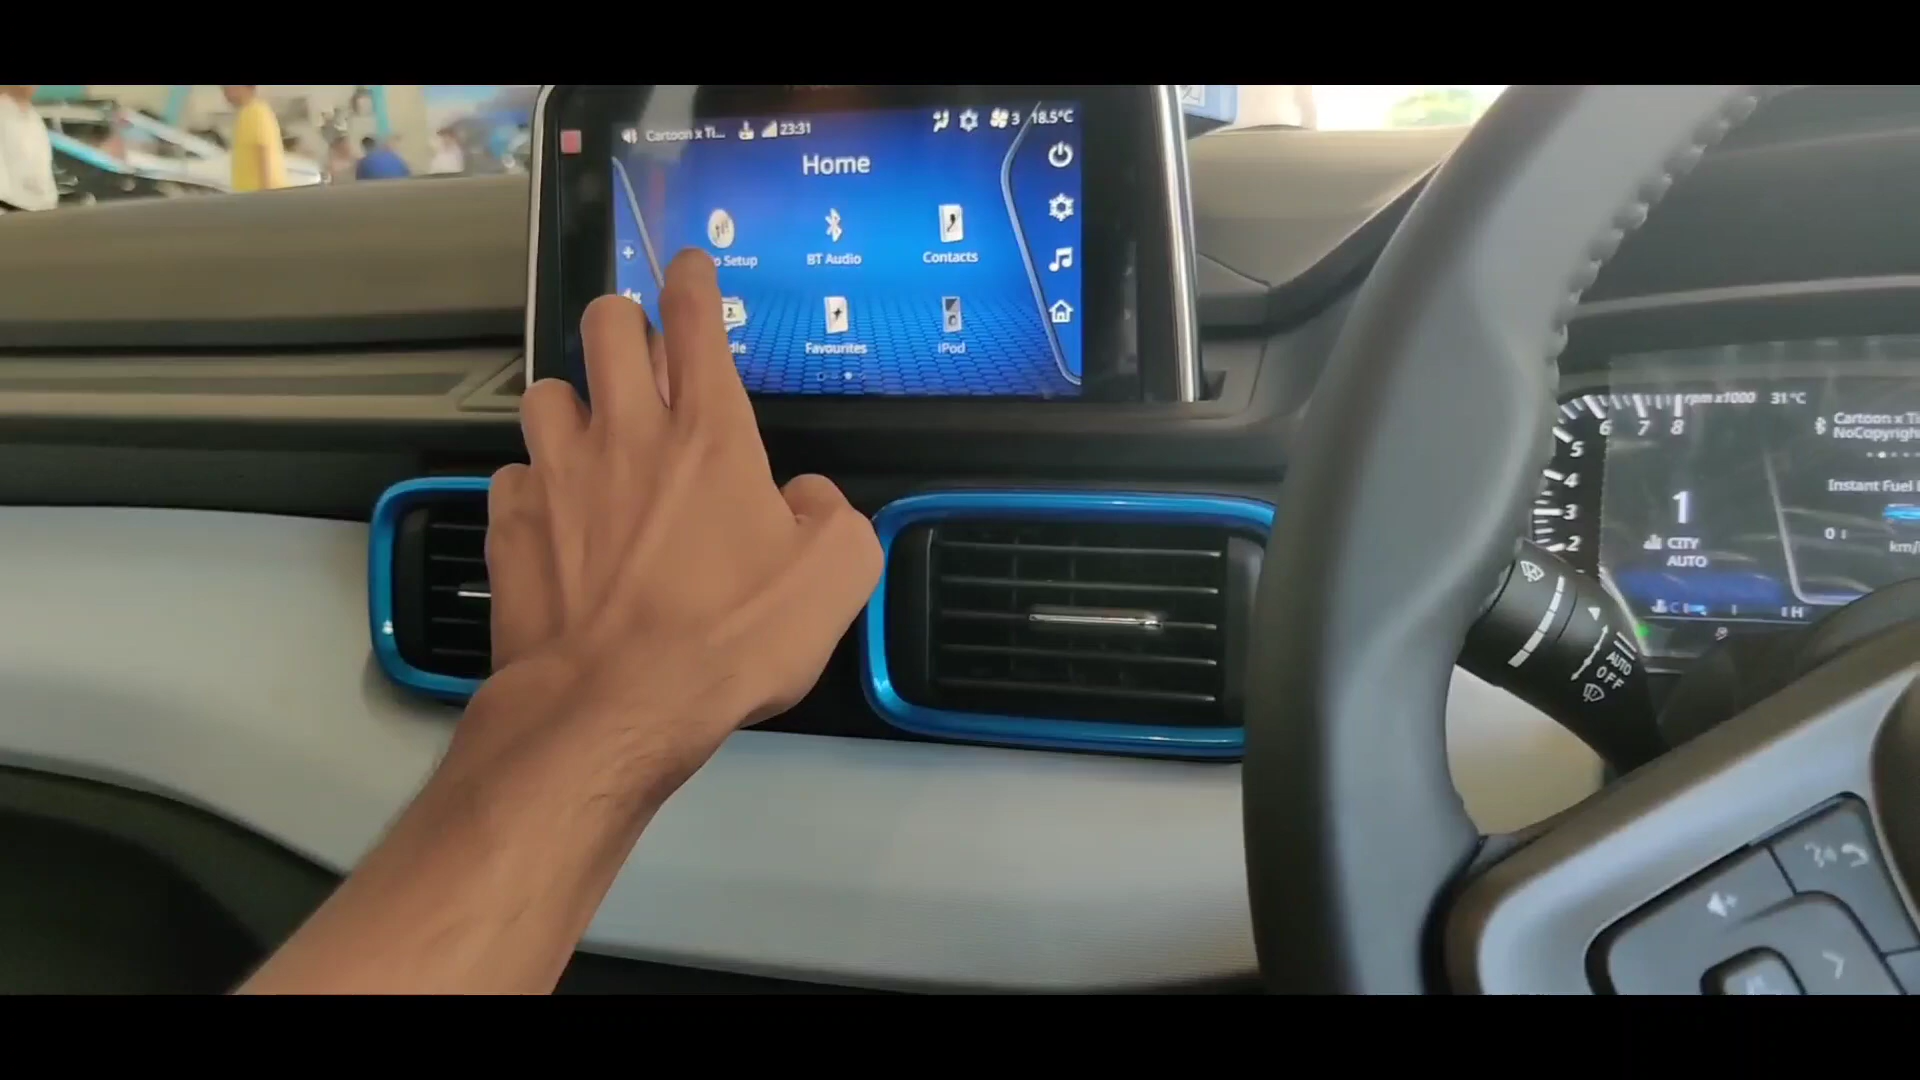 Cartoon x Ti...
23:31
3
18.5°C
Home
Setup
BT Audio
Contacts
Favourites
iPod
rpm x1000
31°C
6 7 8
5
4
3
2
1
CITY
AUTO
Cartoon x Ti
NoCopyrigh
Instant Fuel
0
km/
C
H
AUTO
OFF